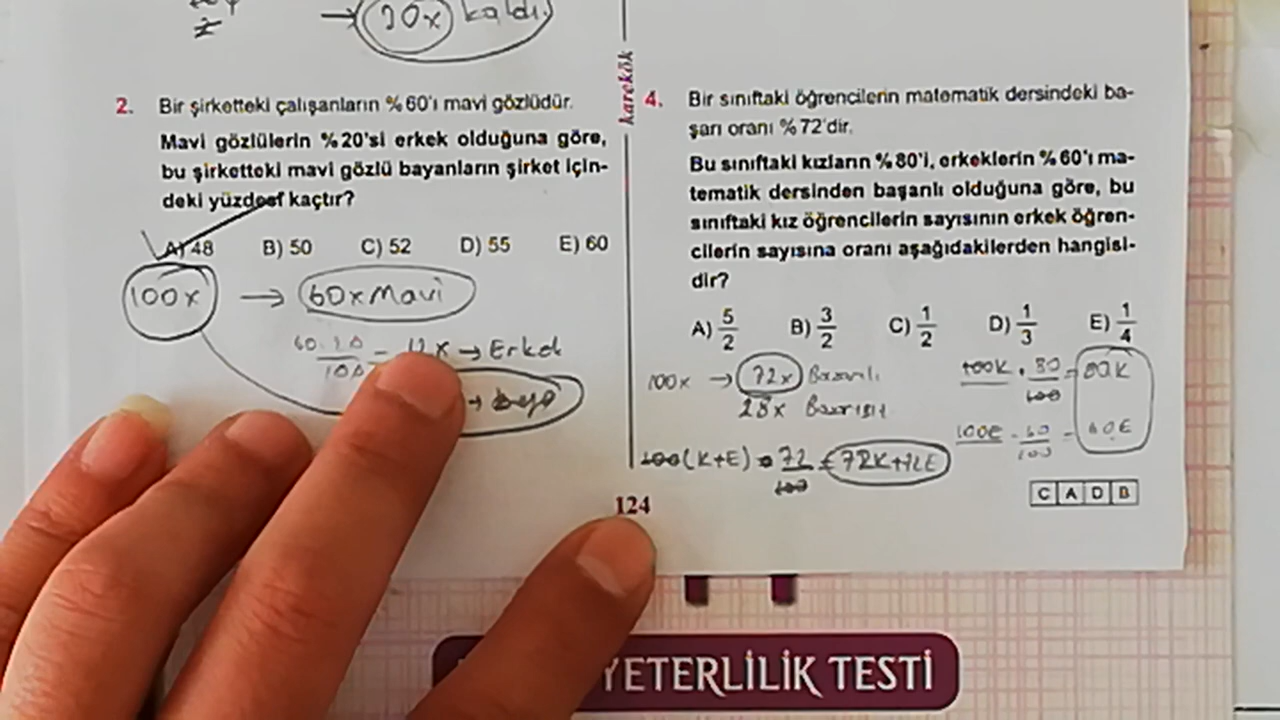 20x kaldı.
2. Bir şirketteki çalışanların %60'ı mavi gözlüdür.
Mavi gözlülerin %20'si erkek olduğuna göre,
bu şirketteki mavi gözlü bayanların şirket için-
deki yüzdesi kaçtır?
A) 48 B) 50 C) 52 D) 55 E) 60
100x → 60x Mavi
60.20
100
= 12x → Erkek
→
karekök
4. Bir sınıftaki öğrencilerin matematik dersindeki ba-
şarı oranı %72'dir.
Bu sınıftaki kızların %80'i, erkeklerin %60'ı ma-
tematik dersinden başarılı olduğuna göre, bu
sınıftaki kız öğrencilerin sayısının erkek öğren-
cilerin sayısına oranı aşağıdakilerden hangisi-
dir?
A) 5/2 B) 3/2 C) 1/2 D) 1/3 E) 1/4
100x → 72x Başarılı
28x Başarısız
100K . 80/100 = 80K
100E . 60/100 = 60E
100(K+E) . 72/100 = 72K+72E
C A D B
124
YETERLİLİK TESTİ